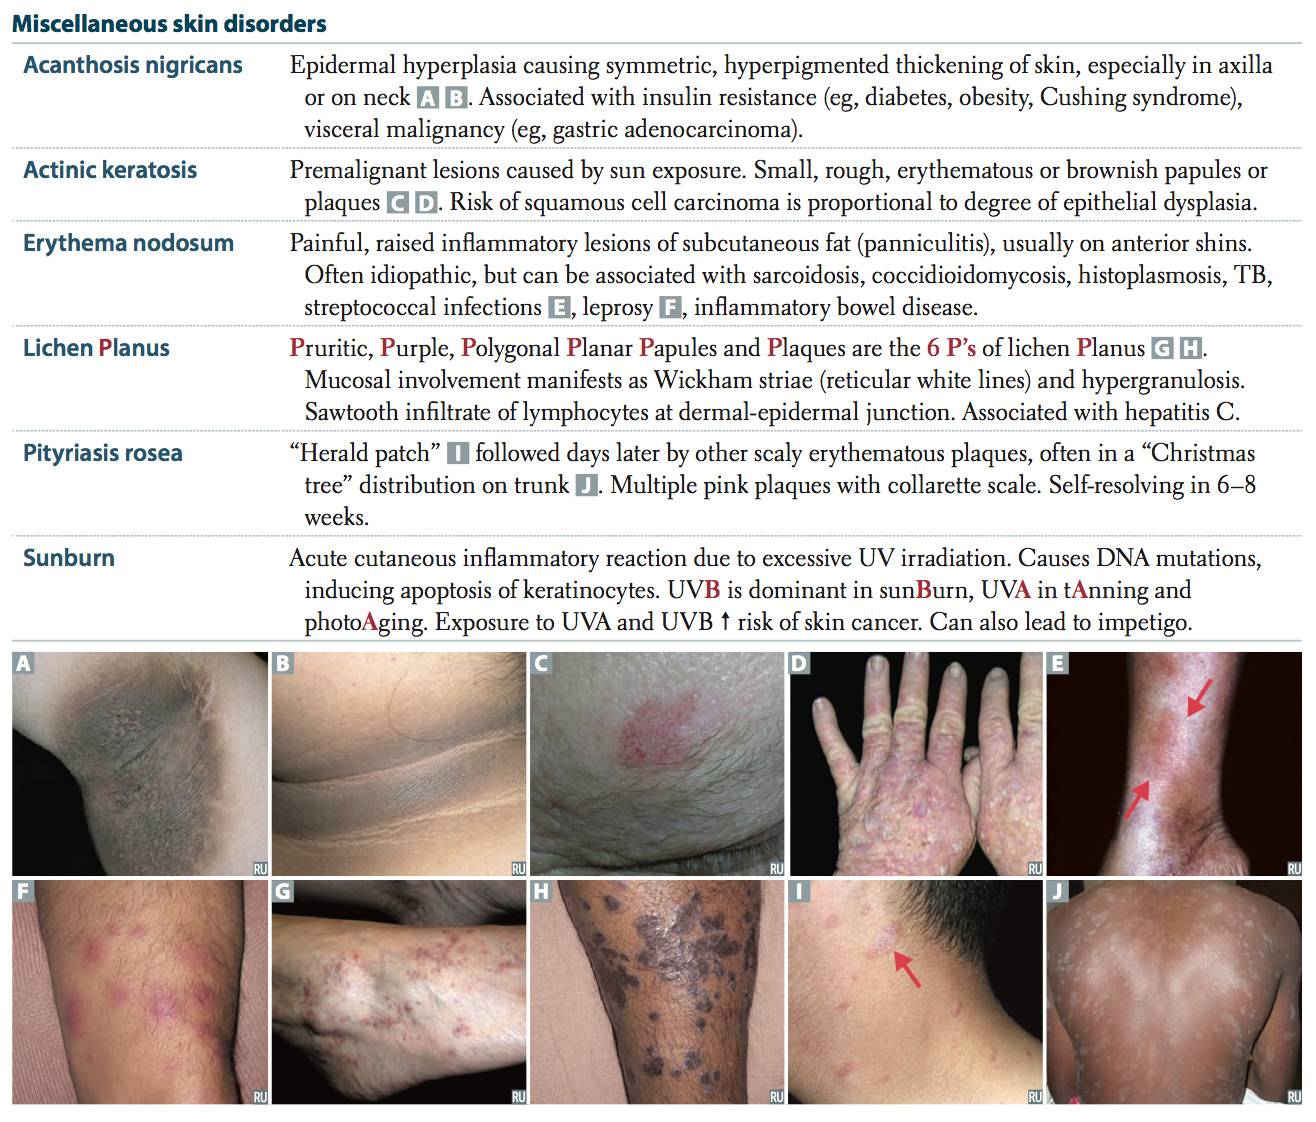 Miscellaneous skin disorders
Acanthosis nigricans
Epidermal hyperplasia causing symmetric, hyperpigmented thickening of skin, especially in axilla
or on neck A B. Associated with insulin resistance (eg, diabetes, obesity, Cushing syndrome),
visceral malignancy (eg, gastric adenocarcinoma).
Actinic keratosis
Premalignant lesions caused by sun exposure. Small, rough, erythematous or brownish papules or
plaques C D. Risk of squamous cell carcinoma is proportional to degree of epithelial dysplasia.
Erythema nodosum
Painful, raised inflammatory lesions of subcutaneous fat (panniculitis), usually on anterior shins.
Often idiopathic, but can be associated with sarcoidosis, coccidioidomycosis, histoplasmosis, TB,
streptococcal infections E, leprosy F, inflammatory bowel disease.
Lichen Planus
Pruritic, Purple, Polygonal Planar Papules and Plaques are the 6 P's of lichen Planus G H.
Mucosal involvement manifests as Wickham striae (reticular white lines) and hypergranulosis.
Sawtooth infiltrate of lymphocytes at dermal-epidermal junction. Associated with hepatitis C.
Pityriasis rosea
“Herald patch” I followed days later by other scaly erythematous plaques, often in a “Christmas
tree” distribution on trunk J. Multiple pink plaques with collarette scale. Self-resolving in 6–8
weeks.
Sunburn
Acute cutaneous inflammatory reaction due to excessive UV irradiation. Causes DNA mutations,
inducing apoptosis of keratinocytes. UVB is dominant in sunBurn, UVA in tAnning and
photoAging. Exposure to UVA and UVB ↑ risk of skin cancer. Can also lead to impetigo.
A
RU
B
RU
C
RU
D
RU
E
RU
F
RU
G
RU
H
RU
I
RU
J
RU